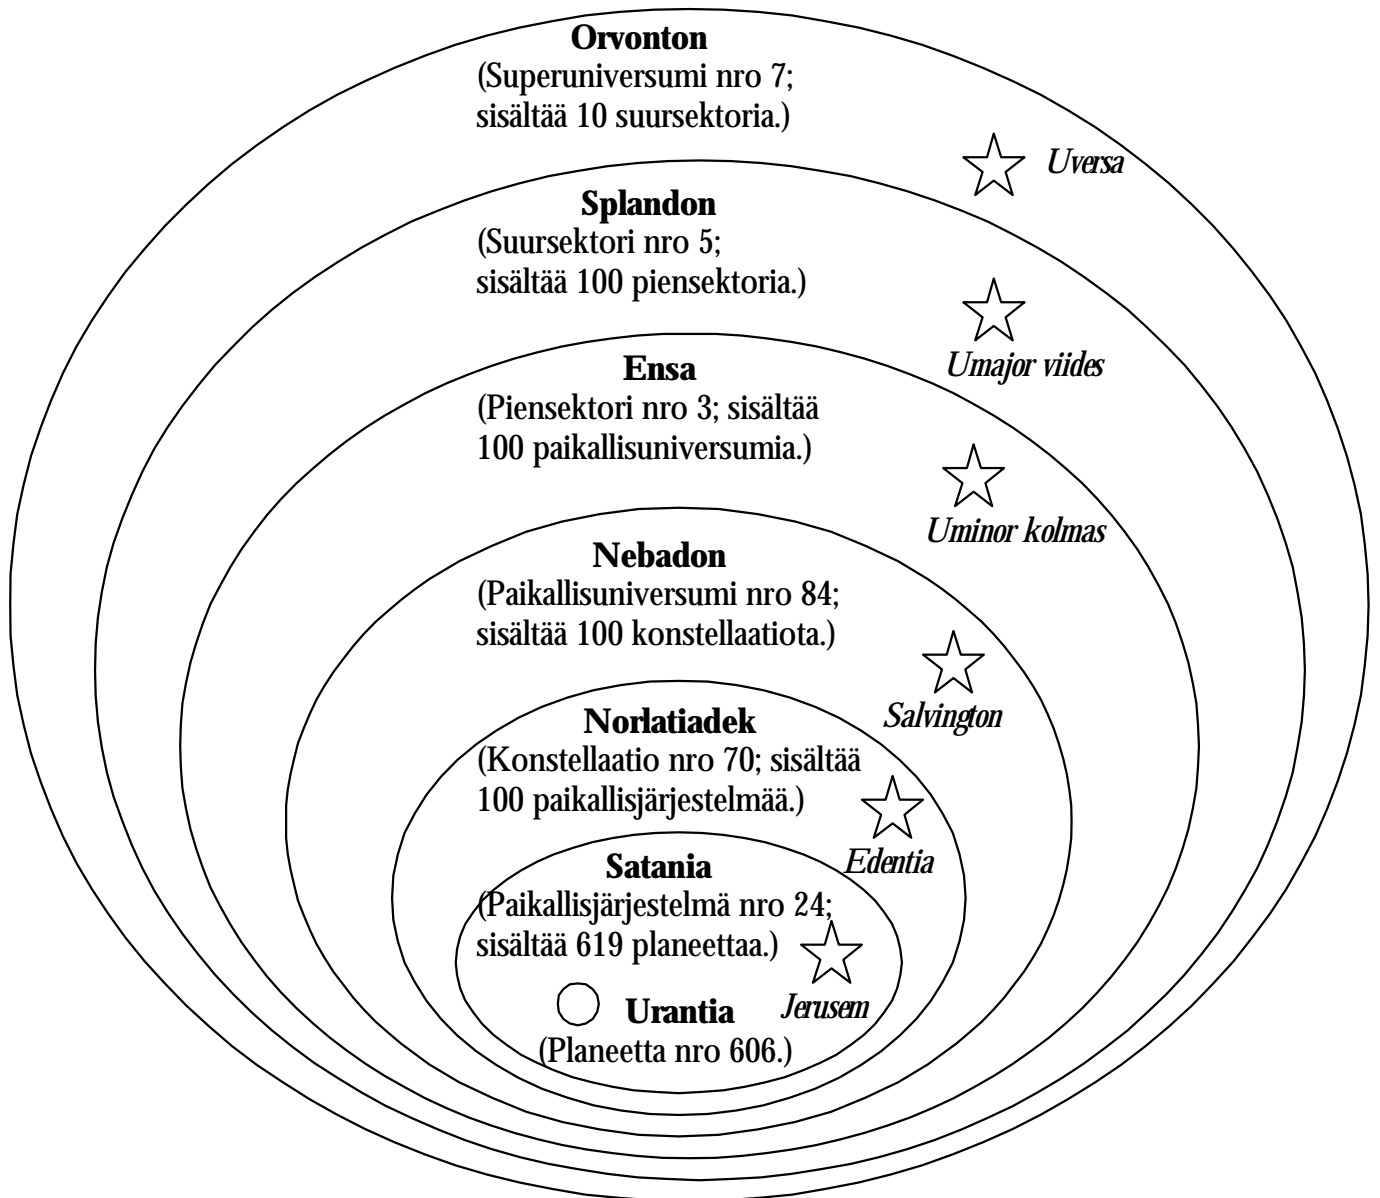 Orvonton
(Superuniversumi nro 7;
sisältää 10 suursektoria.)
Uversa
Splandon
(Suursektori nro 5;
sisältää 100 piensektoria.)
Umajor viides
Ensa
(Piensektori nro 3; sisältää
100 paikallisuniversumia.)
Uminor kolmas
Nebadon
(Paikallisuniversumi nro 84;
sisältää 100 konstellaatiota.)
Salvington
Norlatiadek
(Konstellaatio nro 70; sisältää
100 paikallisjärjestelmää.)
Edentia
Satania
(Paikallisjärjestelmä nro 24;
sisältää 619 planeettaa.)
Jerusem
Urantia
(Planeetta nro 606.)